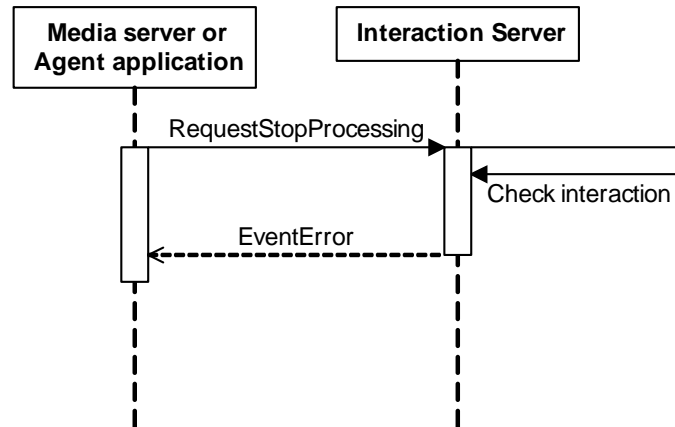 Media server or
Agent application
Interaction Server
RequestStopProcessing
Check interaction
EventError